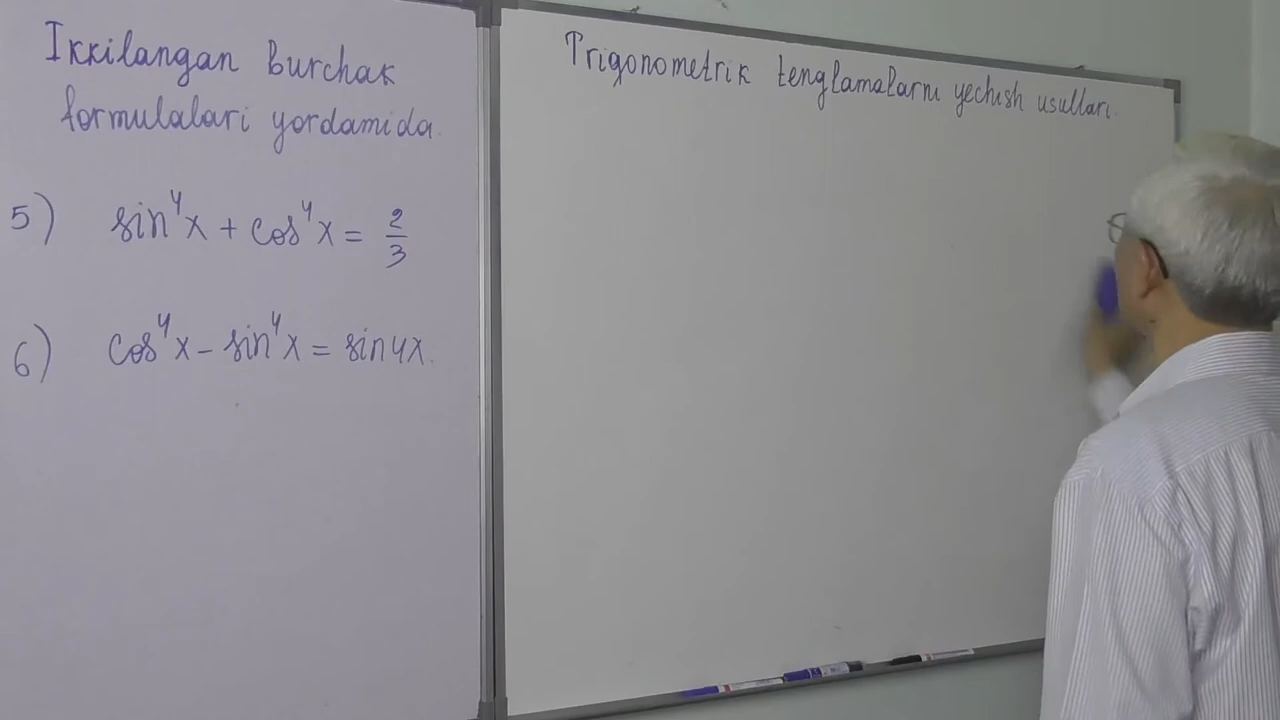 Ikkilangan burchak
formulalari yordamida
5) sin⁴x + cos⁴x = 2/3
6) cos⁴x - sin⁴x = sin4x.
Trigonometrik tenglamalarni yechish usullari.